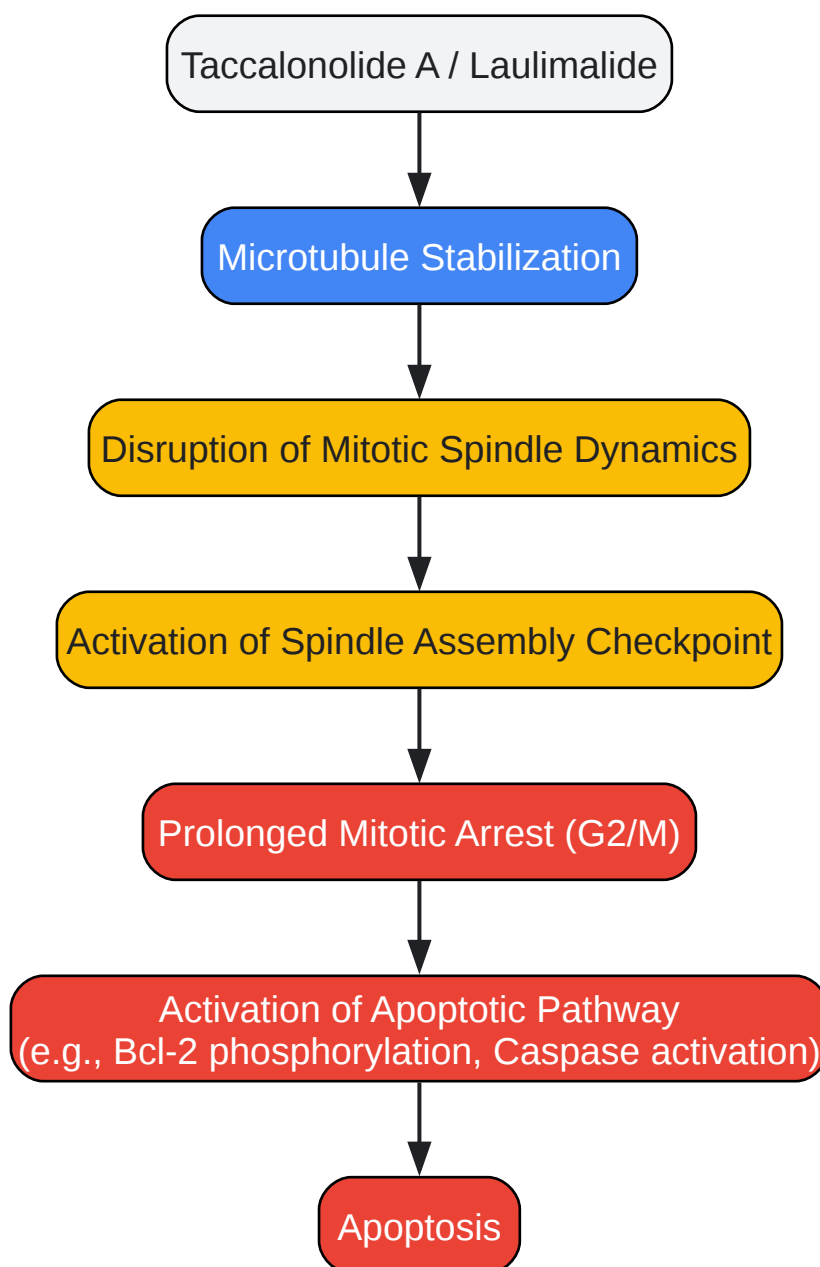 Taccalonolide A / Laulimalide
Microtubule Stabilization
Disruption of Mitotic Spindle Dynamics
Activation of Spindle Assembly Checkpoint
Prolonged Mitotic Arrest (G2/M)
Activation of Apoptotic Pathway
(e.g., Bcl-2 phosphorylation, Caspase activation)
Apoptosis